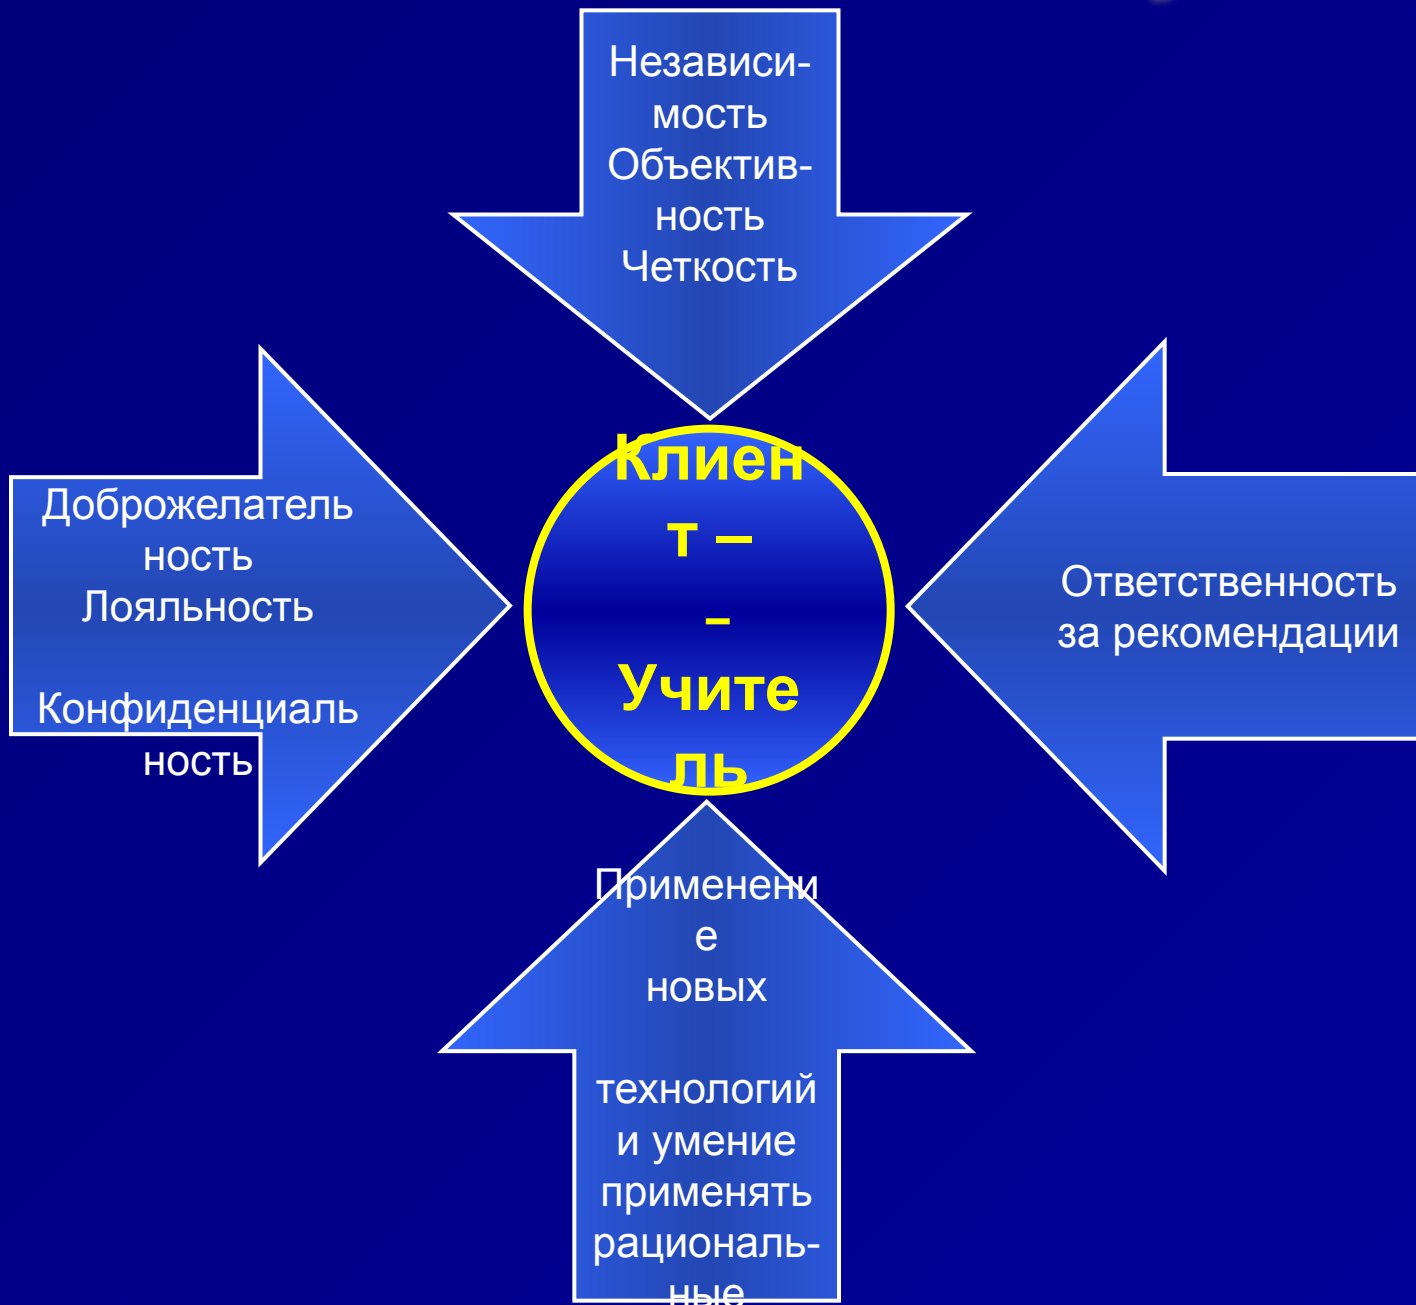 Независи-
мость
Объектив-
ность
Четкость
Доброжелатель
ность
Лояльность
Конфиденциаль
ность
Клиен
т –
–
Учите
ль
Ответственность
за рекомендации
Применени
е
новых
технологий
и умение
применять
рациональ-
ные